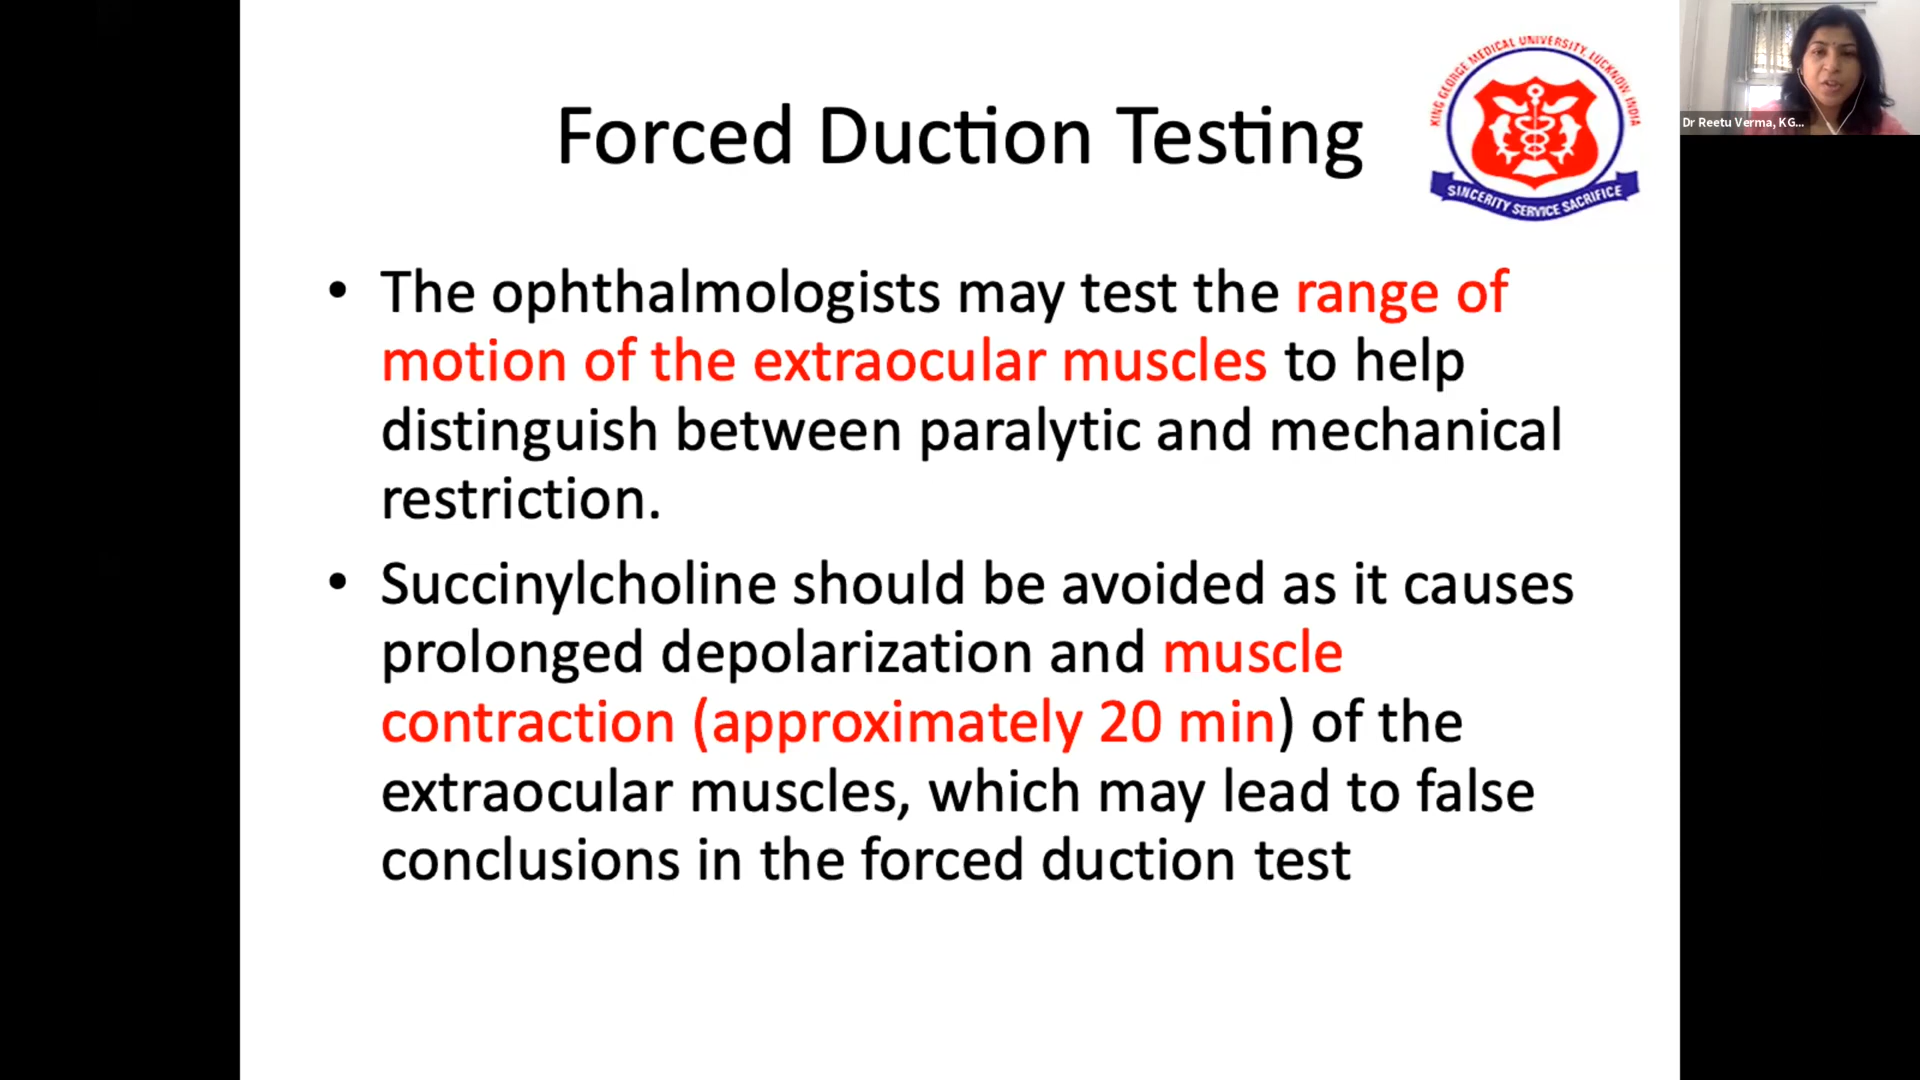 Forced Duction Testing
KING GEORGE MEDICAL UNIVERSITY, LUCKNOW, INDIA
SINCERITY SERVICE SACRIFICE
Dr Reetu Verma, KG...
• The ophthalmologists may test the range of
motion of the extraocular muscles to help
distinguish between paralytic and mechanical
restriction.
• Succinylcholine should be avoided as it causes
prolonged depolarization and muscle
contraction (approximately 20 min) of the
extraocular muscles, which may lead to false
conclusions in the forced duction test